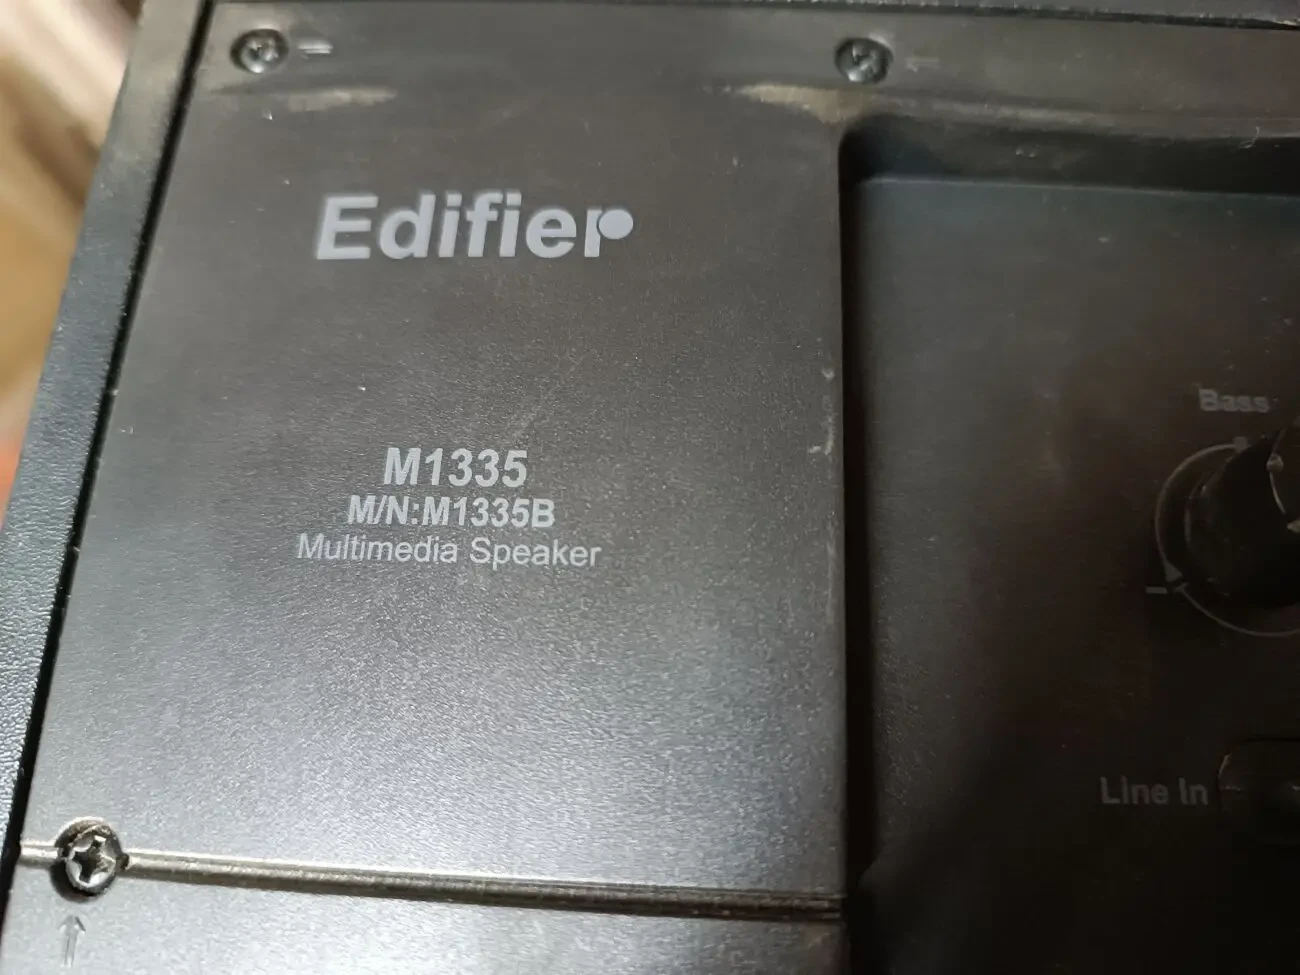 Edifier
M1335
M/N:M1335B
Multimedia Speaker
Bass
Line In